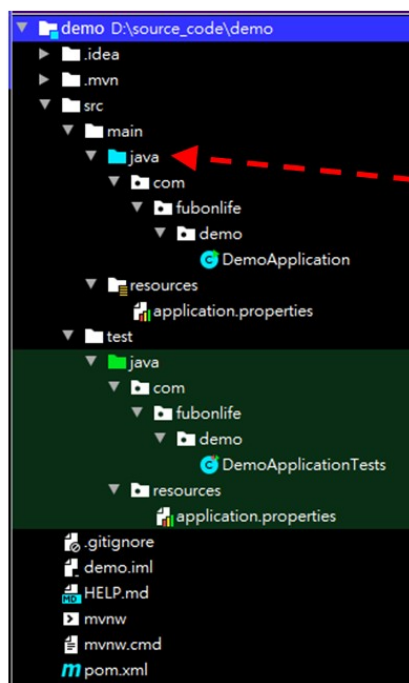 demo D:\source_code\demo
.idea
.mvn
src
main
java
com
fubonlife
demo
DemoApplication
resources
application.properties
test
java
com
fubonlife
demo
DemoApplicationTests
resources
application.properties
.gitignore
demo.iml
HELP.md
mvnw
mvnw.cmd
pom.xml